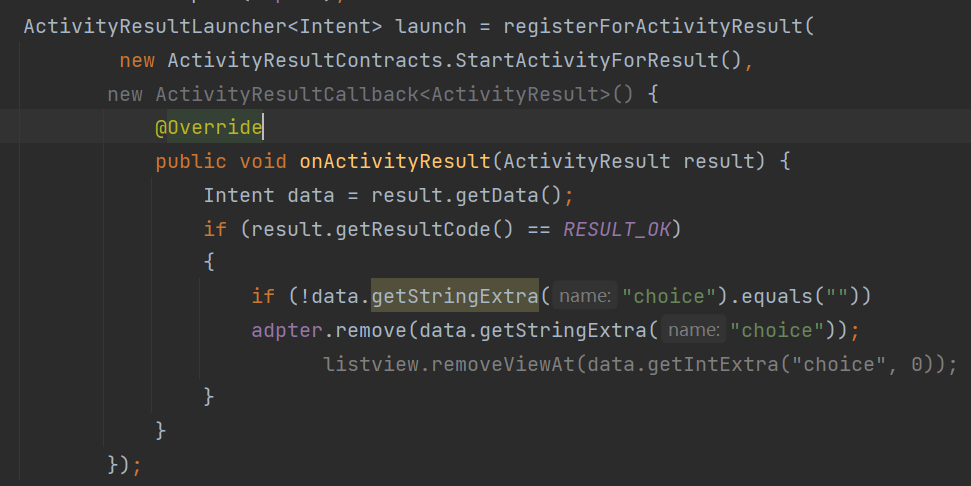 ActivityResultLauncher<Intent> launch = registerForActivityResult(
new ActivityResultContracts.StartActivityForResult(),
new ActivityResultCallback<ActivityResult>() {
@Override
public void onActivityResult(ActivityResult result) {
Intent data = result.getData();
if (result.getResultCode() == RESULT_OK)
{
if (!data.getStringExtra( name: "choice").equals(""))
adpter.remove(data.getStringExtra( name: "choice"));
listview.removeViewAt(data.getIntExtra("choice", 0));
}
}
});